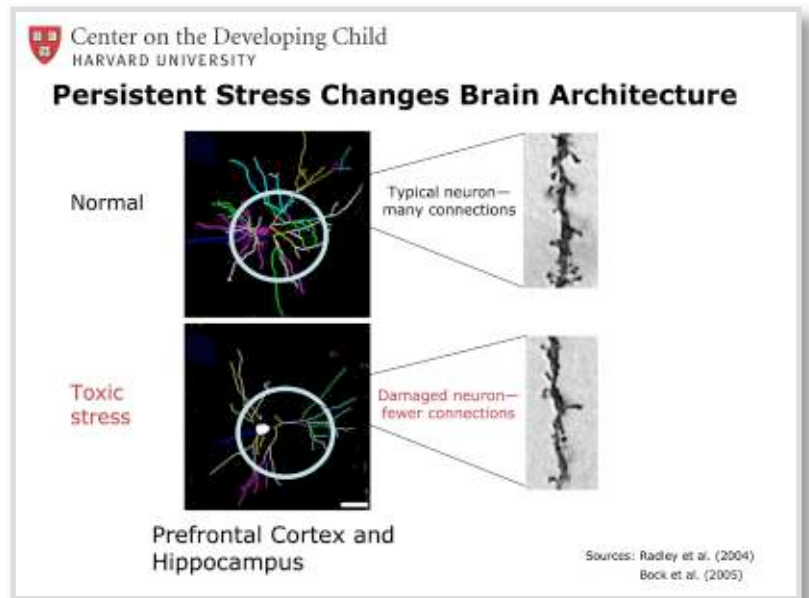 Center on the Developing Child
HARVARD UNIVERSITY
Persistent Stress Changes Brain Architecture
Normal
Typical neuron—
many connections
Toxic
stress
Damaged neuron—
fewer connections
Prefrontal Cortex and
Hippocampus
Sources: Radley et al. (2004)
Bock et al. (2005)